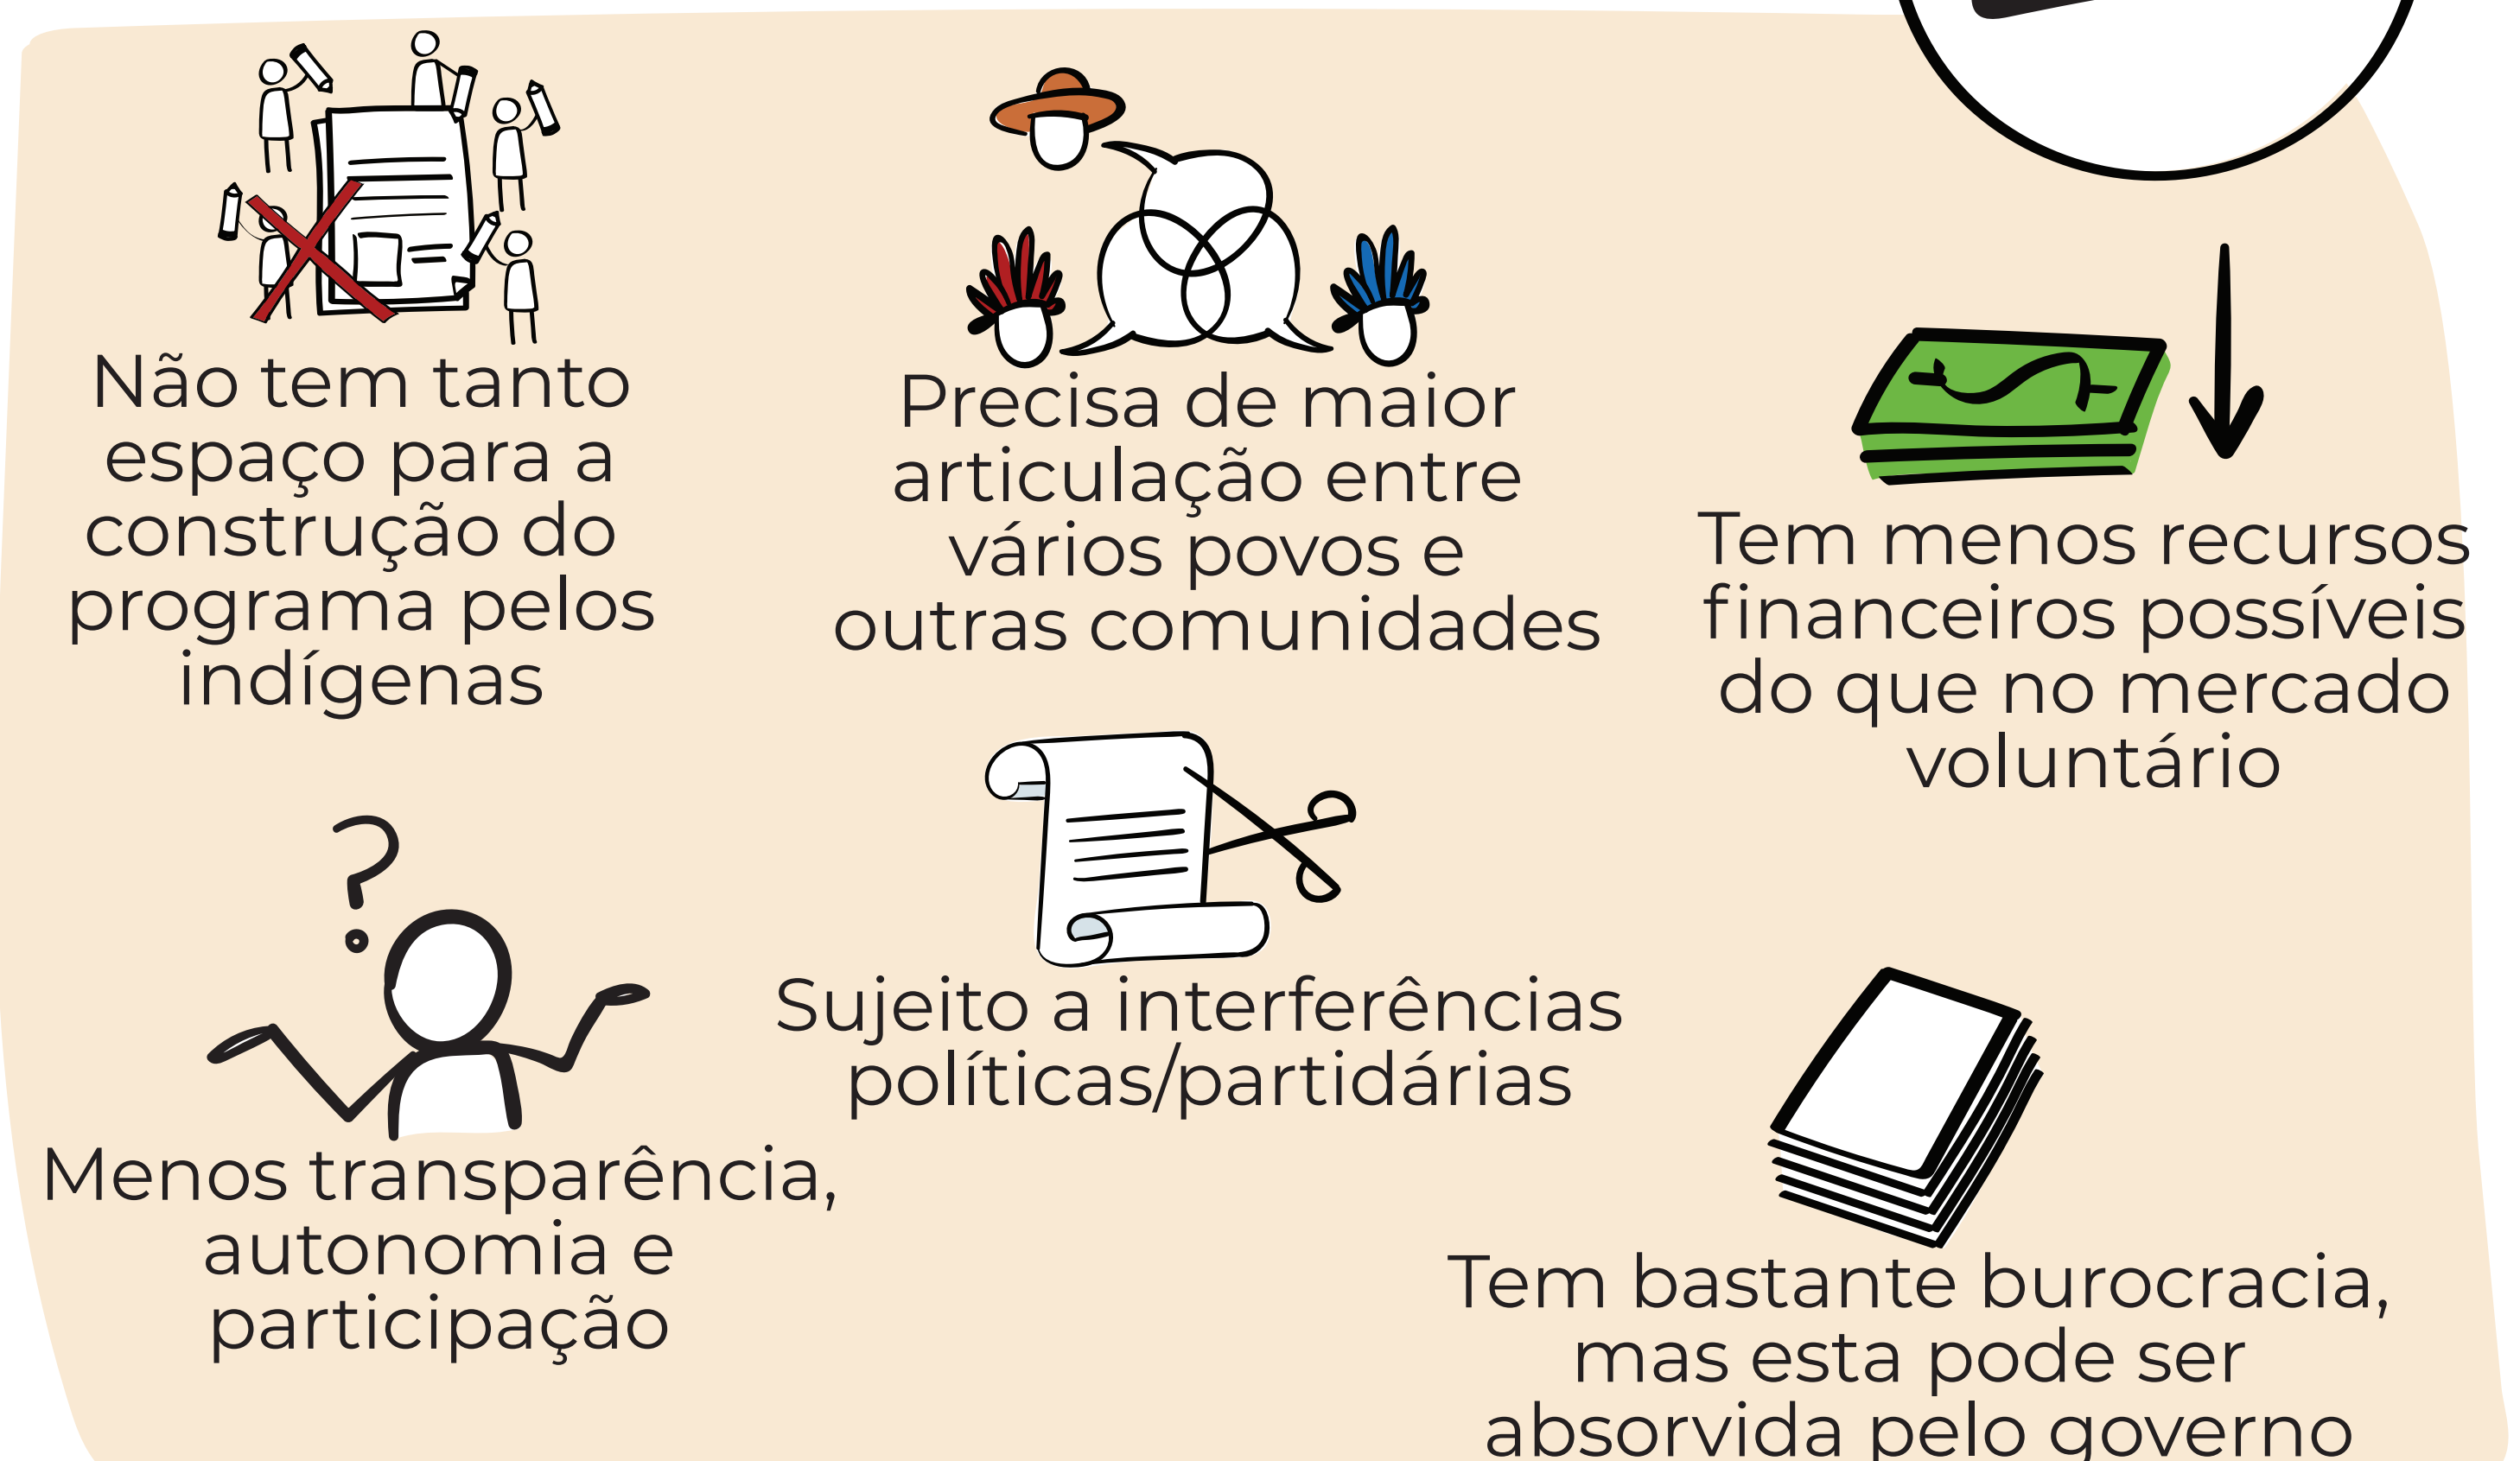 Não tem tanto
espaço para a
construção do
programa pelos
indígenas
Precisa de maior
articulação entre
vários povos e
outras comunidades
Tem menos recursos
financeiros possíveis
do que no mercado
voluntário
Menos transparência,
autonomia e
participação
Sujeito a interferências
políticas/partidárias
Tem bastante burocracia,
mas esta pode ser
absorvida pelo governo